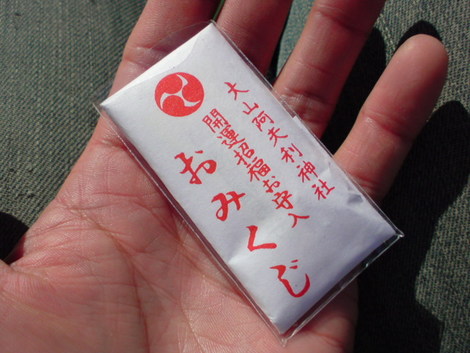 大山阿夫利神社
開運招福お守入
おみくじ